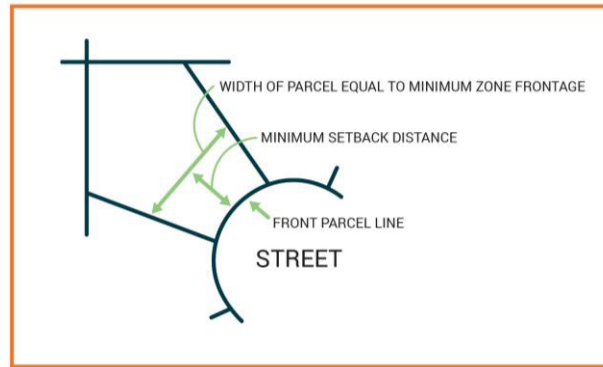 WIDTH OF PARCEL EQUAL TO MINIMUM ZONE FRONTAGE
MINIMUM SETBACK DISTANCE
FRONT PARCEL LINE
STREET